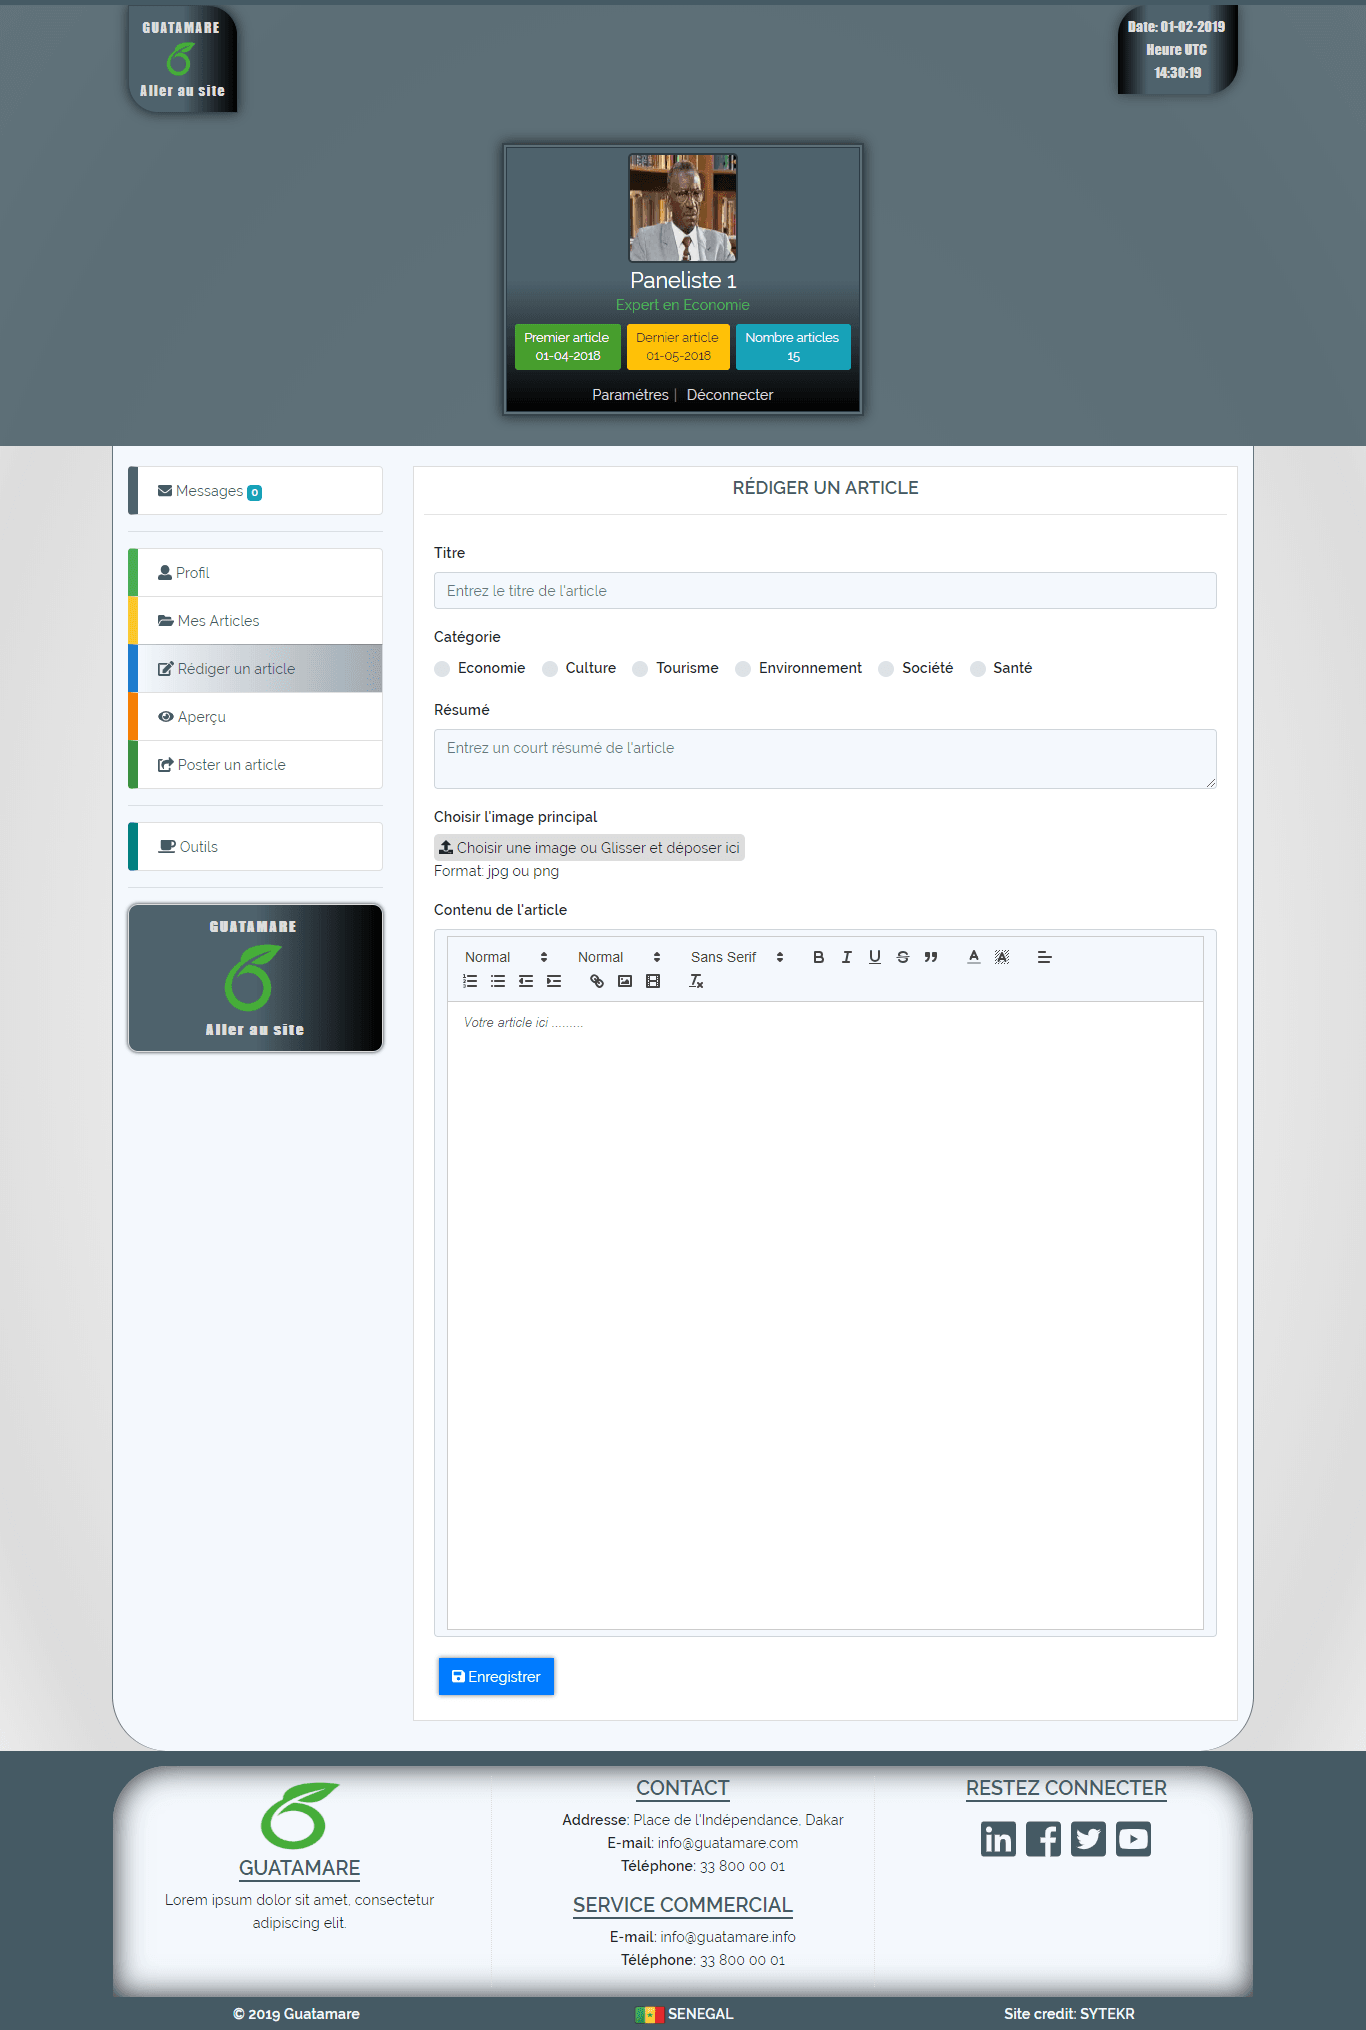 GUATAMARE
Aller au site
Date: 01-02-2019
Heure UTC
14:30:19
Paneliste 1
Expert en Economie
Premier article
01-04-2018
Dernier article
01-05-2018
Nombre articles
15
Paramétres | Déconnecter
Messages 0
Profil
Mes Articles
Rédiger un article
Aperçu
Poster un article
Outils
GUATAMARE
Aller au site
RÉDIGER UN ARTICLE
Titre
Entrez le titre de l'article
Catégorie
Economie Culture Tourisme Environnement Société Santé
Résumé
Entrez un court résumé de l'article
Choisir l'image principal
Choisir une image ou Glisser et déposer ici
Format: jpg ou png
Contenu de l'article
Normal Normal Sans Serif B I U S A A
Votre article ici .........
Enregistrer
GUATAMARE
Lorem ipsum dolor sit amet, consectetur
adipiscing elit.
CONTACT
Addresse: Place de l'Indépendance, Dakar
E-mail: info@guatamare.com
Téléphone: 33 800 00 01
SERVICE COMMERCIAL
E-mail: info@guatamare.info
Téléphone: 33 800 00 01
RESTEZ CONNECTER
© 2019 Guatamare
SENEGAL
Site credit: SYTEKR